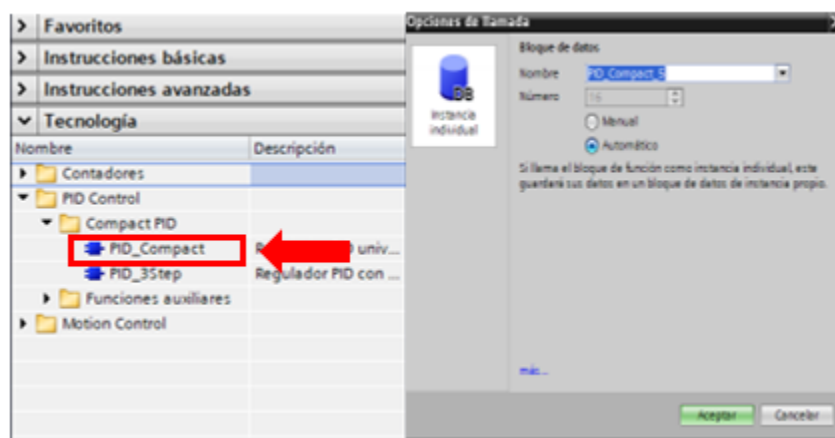 Favoritos
Instrucciones básicas
Instrucciones avanzadas
Tecnología
Nombre Descripción
Contadores
PID Control
Compact PID
PID_Compact univ...
PID_3Step Regulador PID con ...
Funciones auxiliares
Motion Control
Opciones de llamada
Bloque de datos
Nombre PID_Compact_5
Número 16
Manual
Automático
DB
Instancia
individual
Si llama el bloque de función como instancia individual, este
guardará sus datos en un bloque de datos de instancia propio.
más...
Aceptar Cancelar